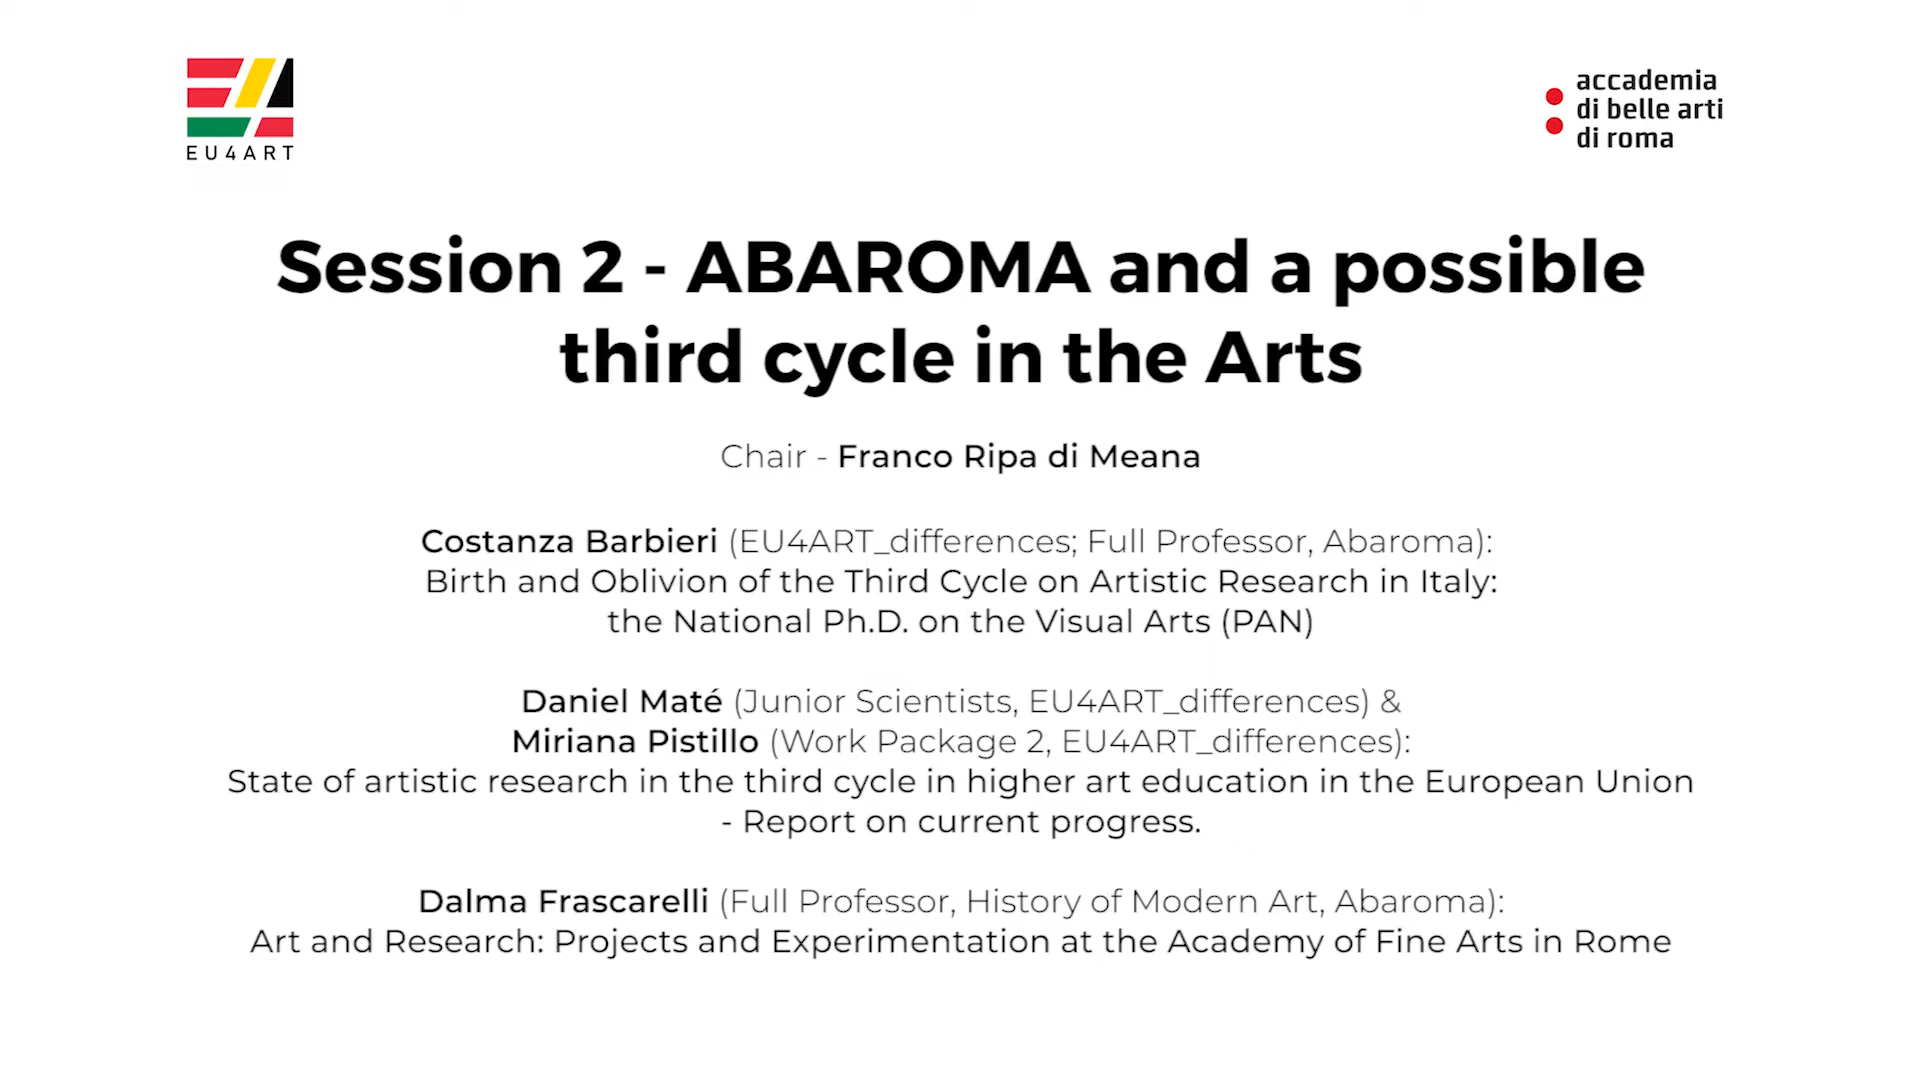 EU4ART
accademia
di belle arti
di roma
Session 2 - ABAROMA and a possible
third cycle in the Arts
Chair - Franco Ripa di Meana
Costanza Barbieri (EU4ART_differences; Full Professor, Abaroma):
Birth and Oblivion of the Third Cycle on Artistic Research in Italy:
the National Ph.D. on the Visual Arts (PAN)
Daniel Maté (Junior Scientists, EU4ART_differences) &
Miriana Pistillo (Work Package 2, EU4ART_differences):
State of artistic research in the third cycle in higher art education in the European Union
- Report on current progress.
Dalma Frascarelli (Full Professor, History of Modern Art, Abaroma):
Art and Research: Projects and Experimentation at the Academy of Fine Arts in Rome